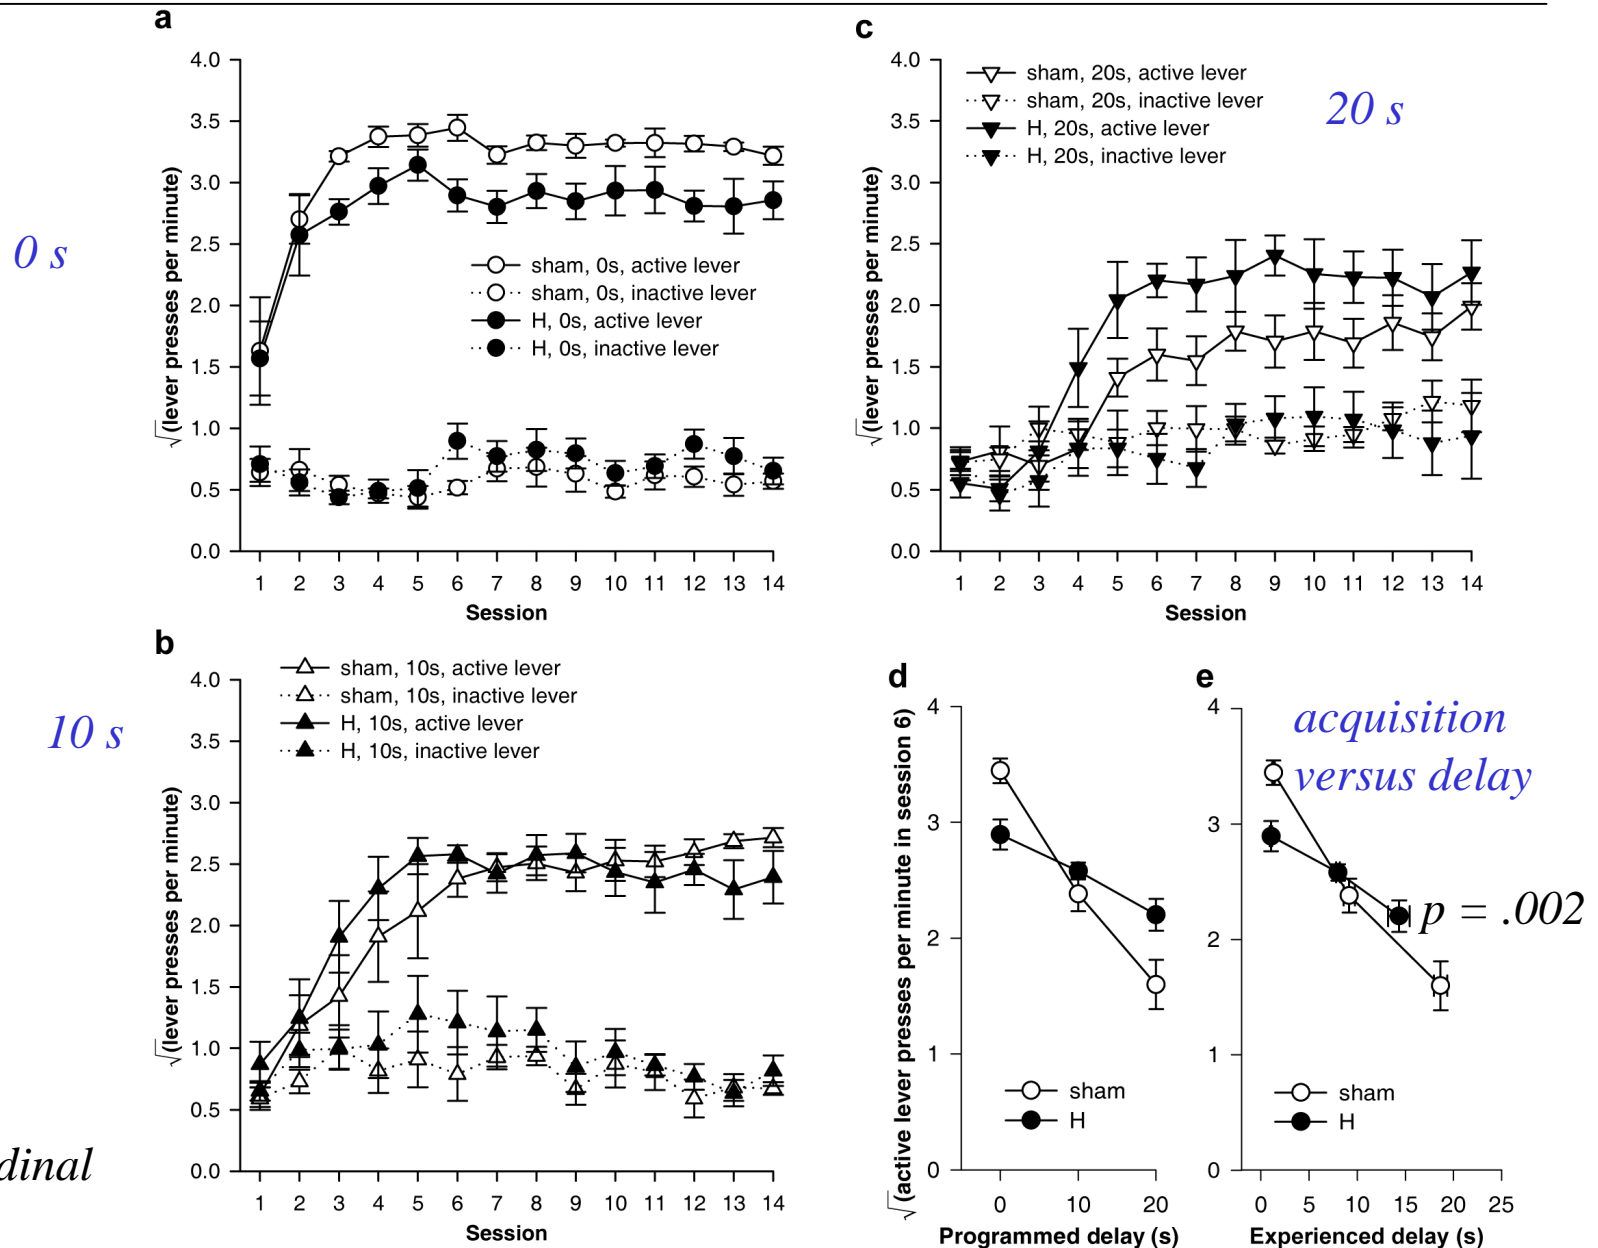 a
4.0
3.5
3.0
2.5
2.0
1.5
1.0
0.5
0.0
√(lever presses per minute)
sham, 0s, active lever
sham, 0s, inactive lever
H, 0s, active lever
H, 0s, inactive lever
1 2 3 4 5 6 7 8 9 10 11 12 13 14
Session
0 s
c
4.0
3.5
3.0
2.5
2.0
1.5
1.0
0.5
0.0
√(lever presses per minute)
sham, 20s, active lever
sham, 20s, inactive lever
H, 20s, active lever
H, 20s, inactive lever
20 s
1 2 3 4 5 6 7 8 9 10 11 12 13 14
Session
b
4.0
3.5
3.0
2.5
2.0
1.5
1.0
0.5
0.0
√(lever presses per minute)
sham, 10s, active lever
sham, 10s, inactive lever
H, 10s, active lever
H, 10s, inactive lever
10 s
1 2 3 4 5 6 7 8 9 10 11 12 13 14
Session
dinal
d
4
3
2
1
0
√(active lever presses per minute in session 6)
sham
H
0 10 20
Programmed delay (s)
e
4
3
2
1
0
acquisition
versus delay
p = .002
sham
H
0 5 10 15 20 25
Experienced delay (s)